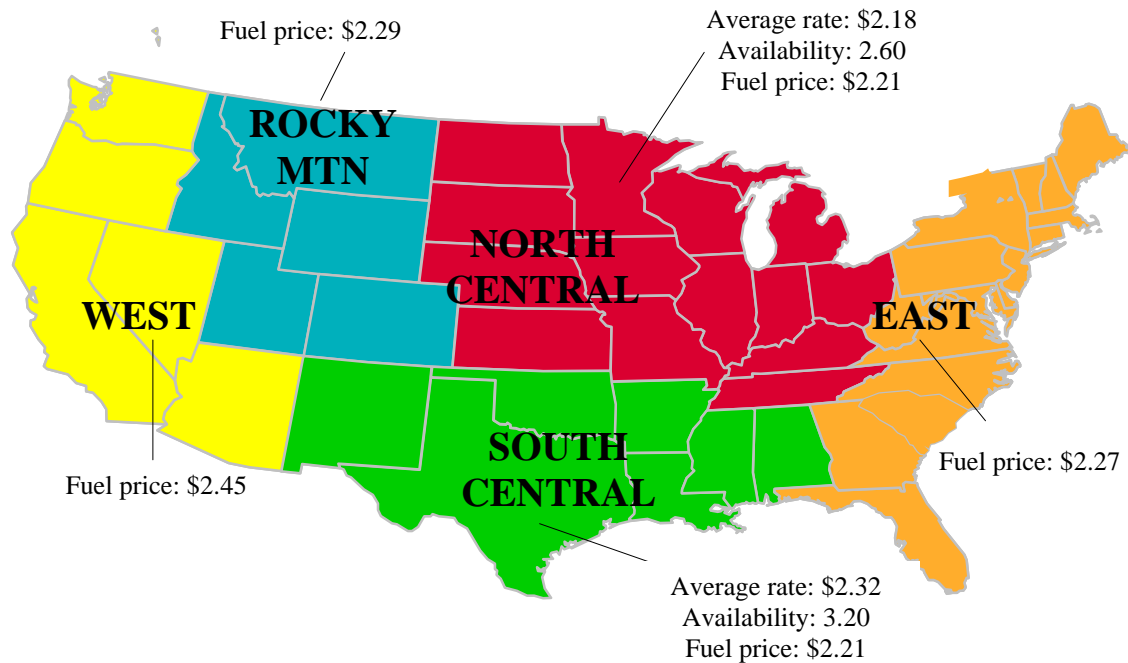 Fuel price: $2.29
Average rate: $2.18
Availability: 2.60
Fuel price: $2.21
ROCKY
MTN
NORTH
CENTRAL
WEST
EAST
SOUTH
CENTRAL
Fuel price: $2.27
Fuel price: $2.45
Average rate: $2.32
Availability: 3.20
Fuel price: $2.21